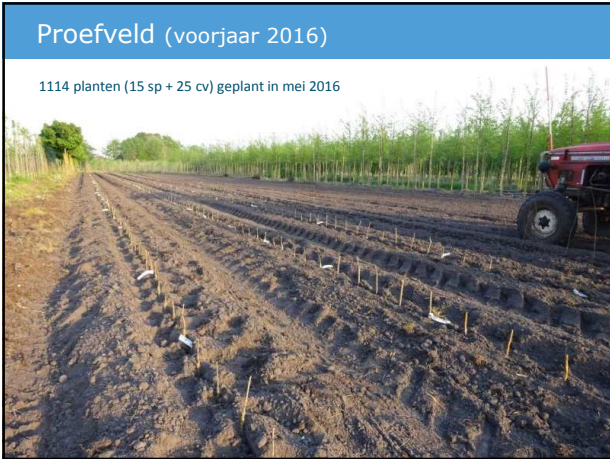 Proefveld (voorjaar 2016)
1114 planten (15 sp + 25 cv) geplant in mei 2016